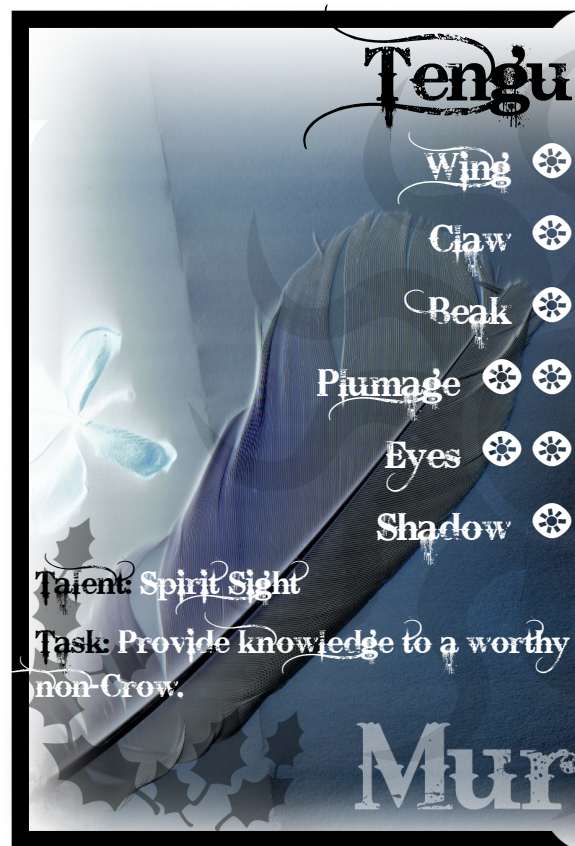 Tengu
Wing
Claw
Beak
Plumage
Eyes
Shadow
Talent: Spirit Sight
Task: Provide knowledge to a worthy
non-Crow.
Mur